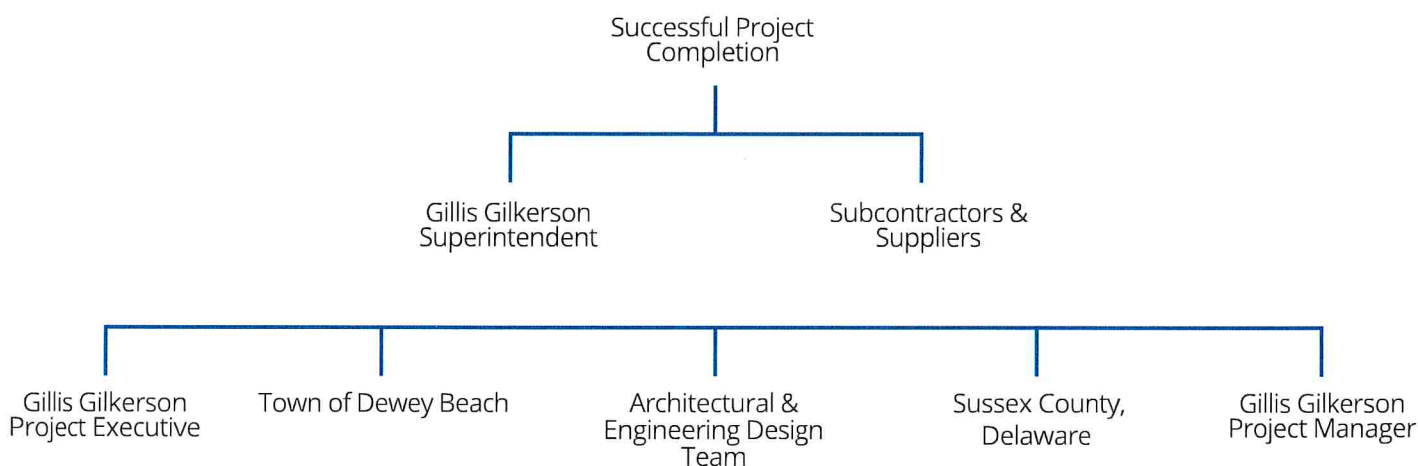 Successful Project
Completion
Gillis Gilkerson
Superintendent
Subcontractors &
Suppliers
Gillis Gilkerson
Project Executive
Town of Dewey Beach
Architectural &
Engineering Design
Team
Sussex County,
Delaware
Gillis Gilkerson
Project Manager